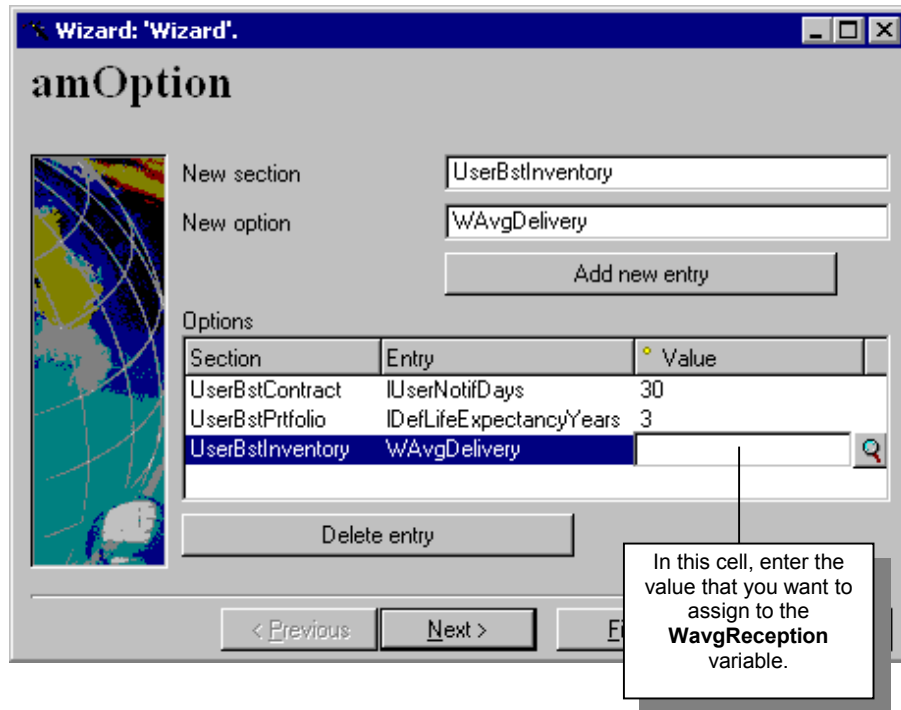 Wizard: 'Wizard'.
amOption
New section UserBstInventory
New option WAvgDelivery
Add new entry
Options
Section Entry Value
UserBstContract lUserNotifDays 30
UserBstPrtfolio lDefLifeExpectancyYears 3
UserBstInventory WAvgDelivery
Delete entry
< Previous Next > Fi
In this cell, enter the
value that you want to
assign to the
WavgReception
variable.